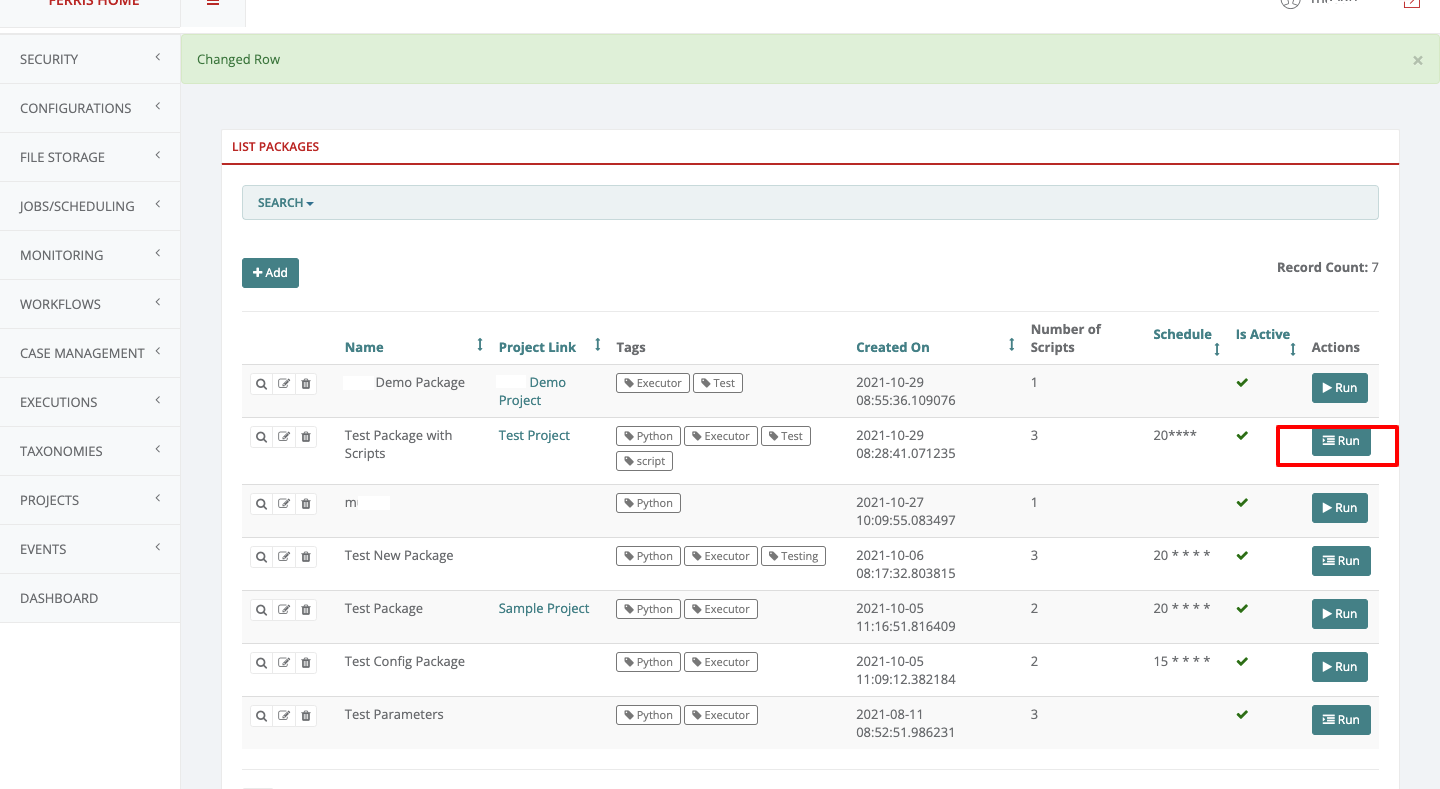 FERRIS HOME
SECURITY
CONFIGURATIONS
FILE STORAGE
JOBS/SCHEDULING
MONITORING
WORKFLOWS
CASE MANAGEMENT
EXECUTIONS
TAXONOMIES
PROJECTS
EVENTS
DASHBOARD
Changed Row
×
LIST PACKAGES
SEARCH
Add
Record Count: 7
Name Project Link Tags Created On Number of Scripts Schedule Is Active Actions
Demo Package Demo Project Executor Test 2021-10-29 08:55:36.109076 1 Run
Test Package with Scripts Test Project Python Executor Test script 2021-10-29 08:28:41.071235 3 20**** Run
m Python 2021-10-27 10:09:55.083497 1 Run
Test New Package Python Executor Testing 2021-10-06 08:17:32.803815 3 20 * * * * Run
Test Package Sample Project Python Executor 2021-10-05 11:16:51.816409 2 20 * * * * Run
Test Config Package Python Executor 2021-10-05 11:09:12.382184 2 15 * * * * Run
Test Parameters Python Executor 2021-08-11 08:52:51.986231 3 Run